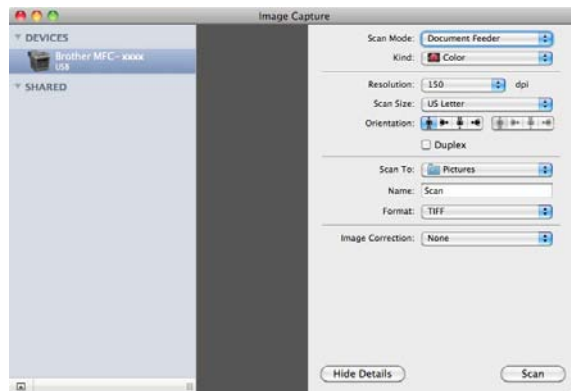 Image Capture
DEVICES
Brother MFC-xxxx
USB
SHARED
Scan Mode: Document Feeder
Kind: Color
Resolution: 150 dpi
Scan Size: US Letter
Orientation:
Duplex
Scan To: Pictures
Name: Scan
Format: TIFF
Image Correction: None
Hide Details Scan